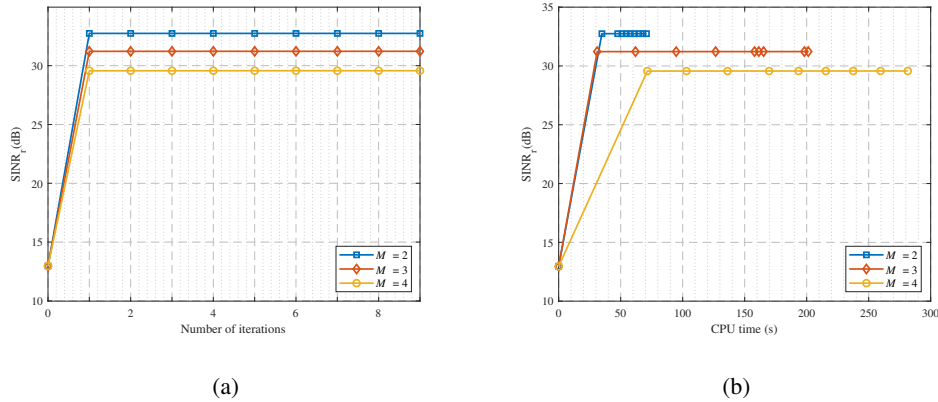 35
30
25
20
15
10
SINR_r (dB)
M = 2
M = 3
M = 4
0 2 4 6 8
Number of iterations
(a)
35
30
25
20
15
10
SINR_r (dB)
M = 2
M = 3
M = 4
0 50 100 150 200 250 300
CPU time (s)
(b)